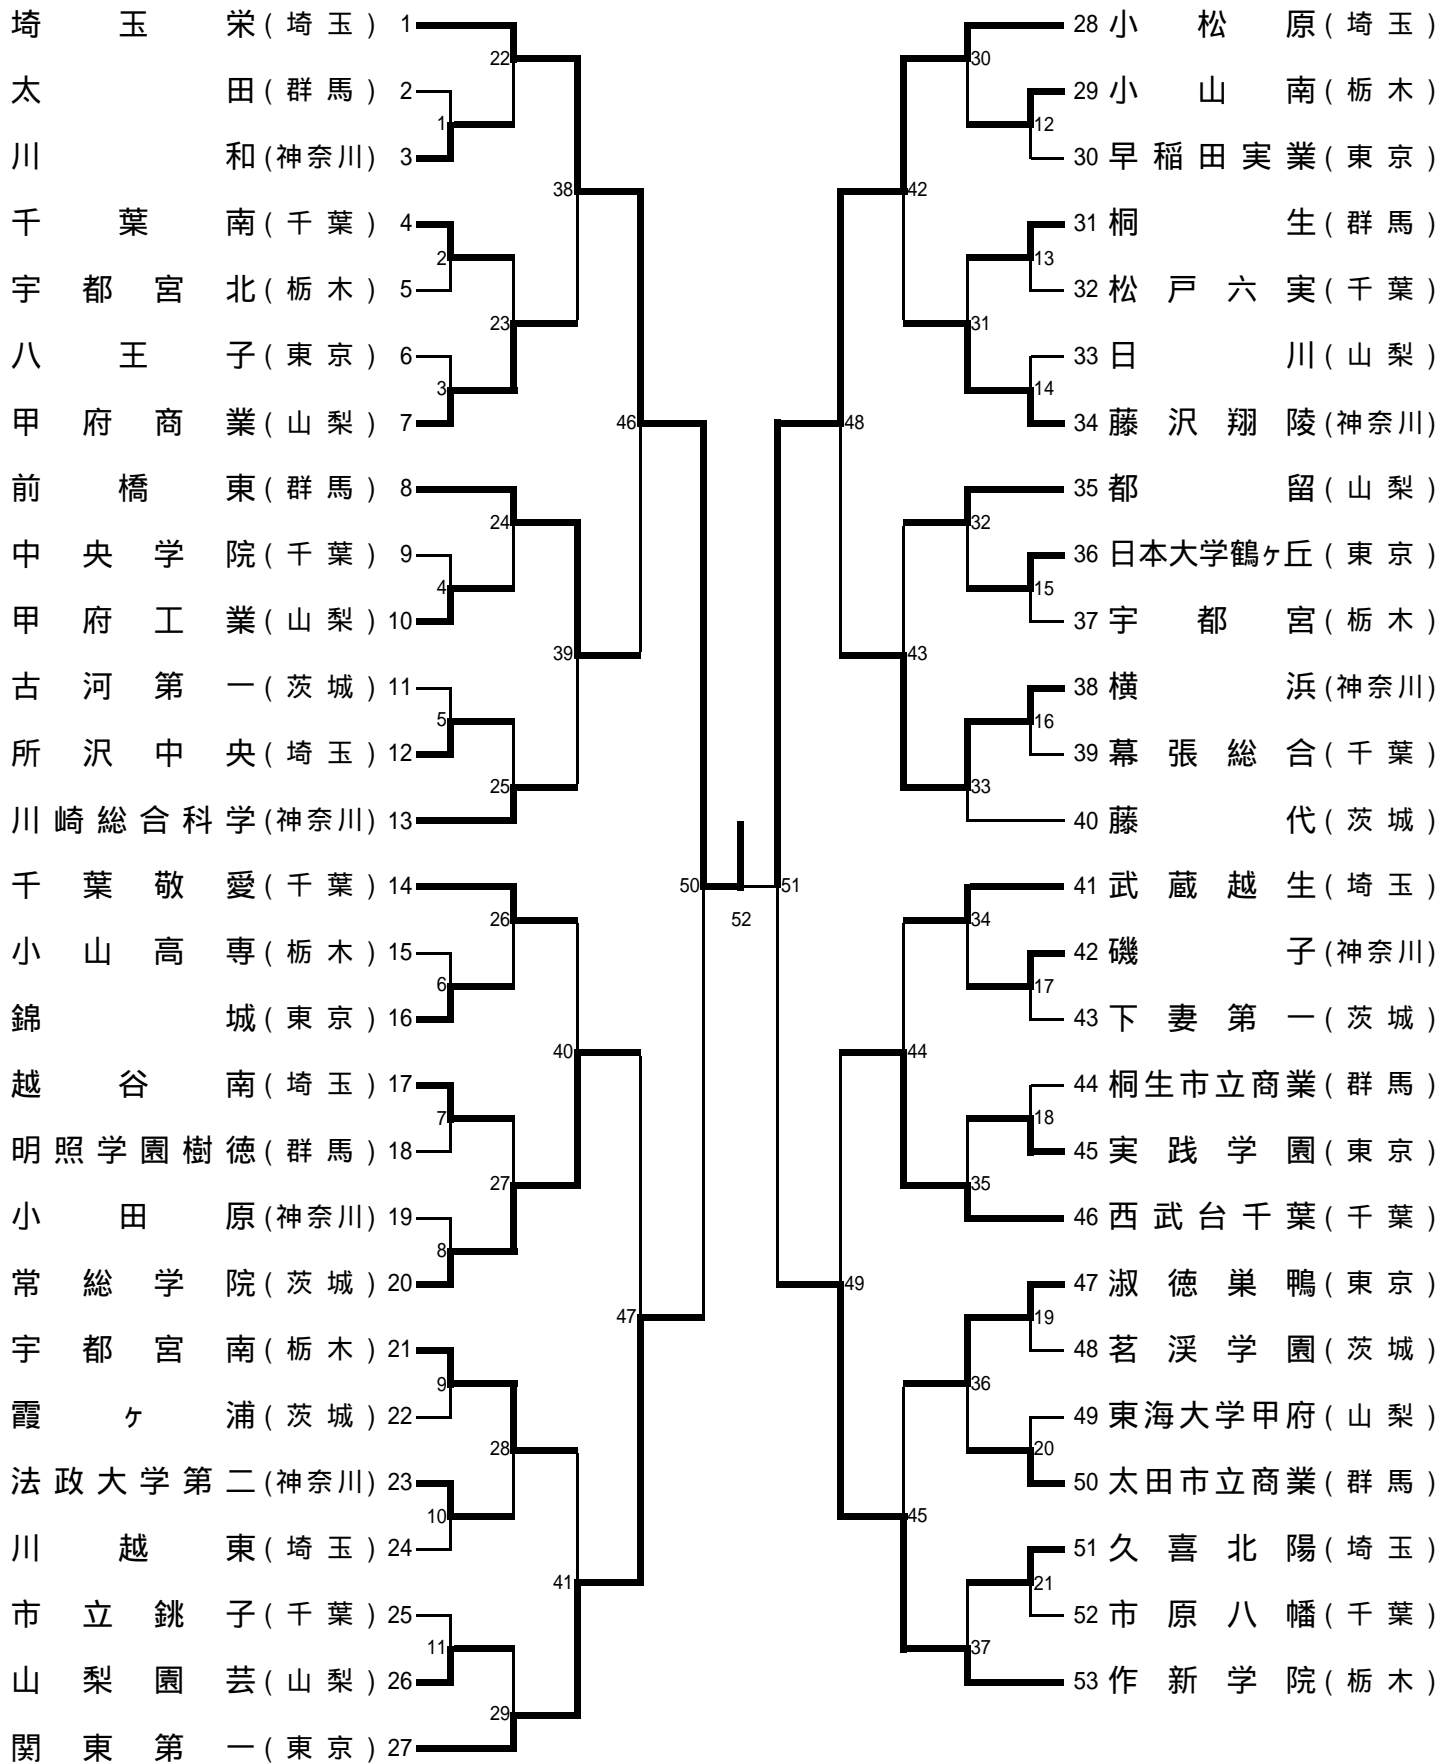 埼玉栄(埼玉) 1
太田(群馬) 2
川和(神奈川) 3
千葉南(千葉) 4
宇都宮北(栃木) 5
八王子(東京) 6
甲府商業(山梨) 7
前橋東(群馬) 8
中央学院(千葉) 9
甲府工業(山梨) 10
古河第一(茨城) 11
所沢中央(埼玉) 12
川崎総合科学(神奈川) 13
千葉敬愛(千葉) 14
小山高専(栃木) 15
錦城(東京) 16
越谷南(埼玉) 17
明照学園樹徳(群馬) 18
小田原(神奈川) 19
常総学院(茨城) 20
宇都宮南(栃木) 21
霞ヶ浦(茨城) 22
法政大学第二(神奈川) 23
川越東(埼玉) 24
市立銚子(千葉) 25
山梨園芸(山梨) 26
関東第一(東京) 27
1
2
3
4
5
6
7
8
9
10
11
22
23
24
25
26
27
28
29
38
39
40
41
46
47
50
52
51
48
49
42
43
44
45
30
31
32
33
34
35
36
37
12
13
14
15
16
17
18
19
20
21
28 小松原(埼玉)
29 小山南(栃木)
30 早稲田実業(東京)
31 桐生(群馬)
32 松戸六実(千葉)
33 日川(山梨)
34 藤沢翔陵(神奈川)
35 都留(山梨)
36 日本大学鶴ヶ丘(東京)
37 宇都宮(栃木)
38 横浜(神奈川)
39 幕張総合(千葉)
40 藤代(茨城)
41 武蔵越生(埼玉)
42 磯子(神奈川)
43 下妻第一(茨城)
44 桐生市立商業(群馬)
45 実践学園(東京)
46 西武台千葉(千葉)
47 淑徳巣鴨(東京)
48 茗渓学園(茨城)
49 東海大学甲府(山梨)
50 太田市立商業(群馬)
51 久喜北陽(埼玉)
52 市原八幡(千葉)
53 作新学院(栃木)